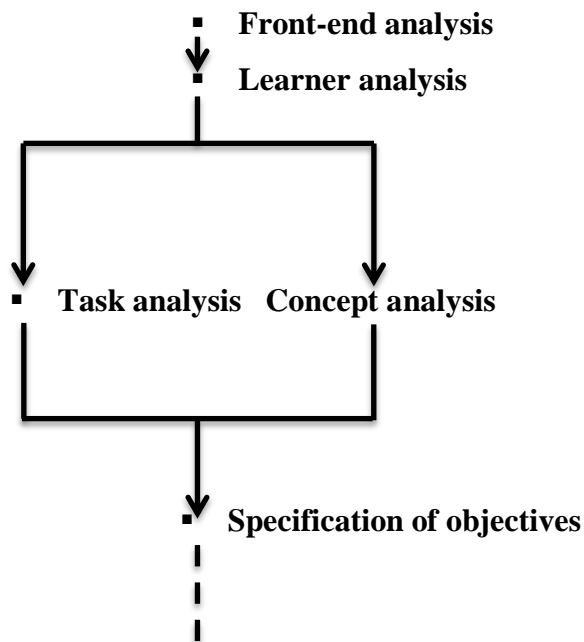 ▪ Front-end analysis
▪ Learner analysis
▪ Task analysis Concept analysis
▪ Specification of objectives